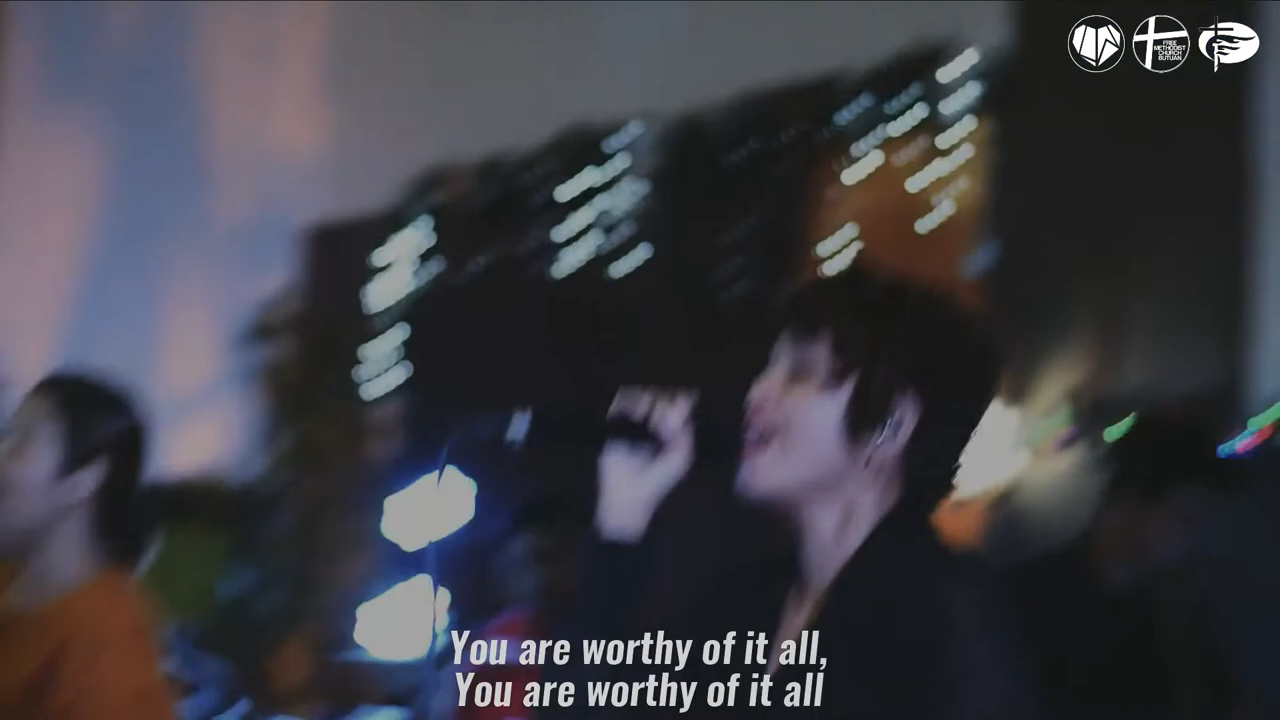 FREE
METHODIST
CHURCH
BUTUAN
You are worthy of it all,
You are worthy of it all